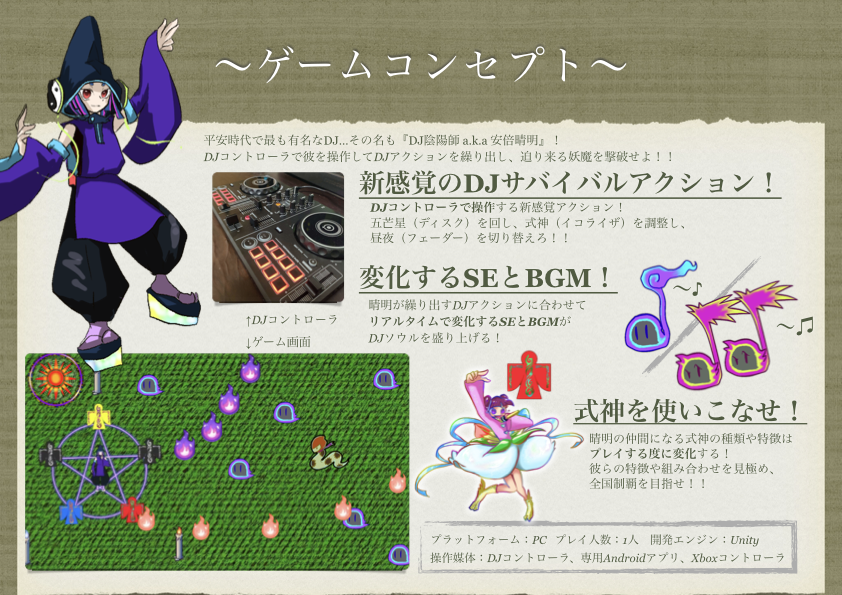 ～ゲームコンセプト～
平安時代で最も有名なDJ...その名も『DJ陰陽師 a.k.a 安倍晴明』！
DJコントローラで彼を操作してDJアクションを繰り出し、迫り来る妖魔を撃破せよ！！
新感覚のDJサバイバルアクション！
DJコントローラで操作する新感覚アクション！
五芒星（ディスク）を回し、式神（イコライザ）を調整し、
昼夜（フェーダー）を切り替えろ！！
変化するSEとBGM！
晴明が繰り出すDJアクションに合わせて
リアルタイムで変化するSEとBGMが
DJソウルを盛り上げる！
～♪
～♫
↑DJコントローラ
↓ゲーム画面
式神を使いこなせ！
晴明の仲間になる式神の種類や特徴は
プレイする度に変化する！
彼らの特徴や組み合わせを見極め、
全国制覇を目指せ！！
プラットフォーム：PC　プレイ人数：1人　開発エンジン：Unity
操作媒体：DJコントローラ、専用Androidアプリ、Xboxコントローラ